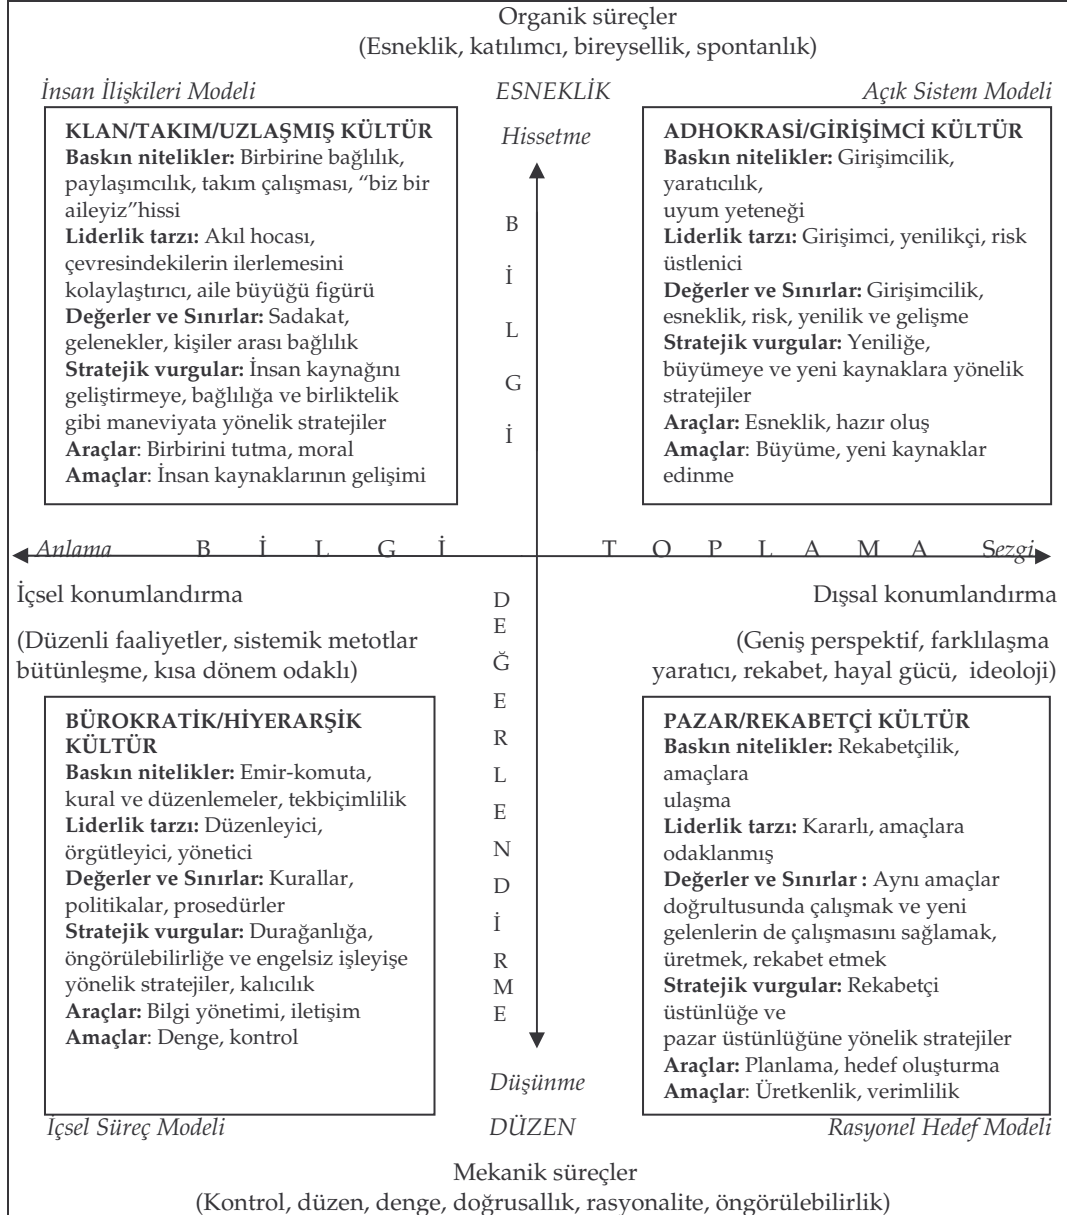 Organik süreçler
(Esneklik, katılımcı, bireysellik, spontanlık)
İnsan İlişkileri Modeli
ESNEKLİK
Açık Sistem Modeli
KLAN/TAKIM/UZLAŞMIŞ KÜLTÜR
Baskın nitelikler: Birbirine bağlılık,
paylaşımcılık, takım çalışması, “biz bir
aileyiz”hissi
Liderlik tarzı: Akıl hocası,
çevresindekilerin ilerlemesini
kolaylaştırıcı, aile büyüğü figürü
Değerler ve Sınırlar: Sadakat,
gelenekler, kişiler arası bağlılık
Stratejik vurgular: İnsan kaynağını
geliştirmeye, bağlılığa ve birliktelik
gibi maneviyata yönelik stratejiler
Araçlar: Birbirini tutma, moral
Amaçlar: İnsan kaynaklarının gelişimi
Hissetme
B
İ
L
G
İ
ADHOKRASİ/GİRİŞİMCİ KÜLTÜR
Baskın nitelikler: Girişimcilik,
yaratıcılık,
uyum yeteneği
Liderlik tarzı: Girişimci, yenilikçi, risk
üstlenici
Değerler ve Sınırlar: Girişimcilik,
esneklik, risk, yenilik ve gelişme
Stratejik vurgular: Yeniliğe,
büyümeye ve yeni kaynaklara yönelik
stratejiler
Araçlar: Esneklik, hazır oluş
Amaçlar: Büyüme, yeni kaynaklar
edinme
Anlama B İ L G İ T O P L A M A Sezgi
İçsel konumlandırma
(Düzenli faaliyetler, sistemik metotlar
bütünleşme, kısa dönem odaklı)
Dışsal konumlandırma
(Geniş perspektif, farklılaşma
yaratıcı, rekabet, hayal gücü, ideoloji)
D
E
Ğ
E
R
L
E
N
D
İ
R
M
E
BÜROKRATİK/HİYERARŞİK
KÜLTÜR
Baskın nitelikler: Emir-komuta,
kural ve düzenlemeler, tekbiçimlilik
Liderlik tarzı: Düzenleyici,
örgütleyici, yönetici
Değerler ve Sınırlar: Kurallar,
politikalar, prosedürler
Stratejik vurgular: Durağanlığa,
öngörülebilirliğe ve engelsiz işleyişe
yönelik stratejiler, kalıcılık
Araçlar: Bilgi yönetimi, iletişim
Amaçlar: Denge, kontrol
PAZAR/REKABETÇİ KÜLTÜR
Baskın nitelikler: Rekabetçilik,
amaçlara
ulaşma
Liderlik tarzı: Kararlı, amaçlara
odaklanmış
Değerler ve Sınırlar : Aynı amaçlar
doğrultusunda çalışmak ve yeni
gelenlerin de çalışmasını sağlamak,
üretmek, rekabet etmek
Stratejik vurgular: Rekabetçi
üstünlüğe ve
pazar üstünlüğüne yönelik stratejiler
Araçlar: Planlama, hedef oluşturma
Amaçlar: Üretkenlik, verimlilik
Düşünme
İçsel Süreç Modeli
DÜZEN
Rasyonel Hedef Modeli
Mekanik süreçler
(Kontrol, düzen, denge, doğrusallık, rasyonalite, öngörülebilirlik)